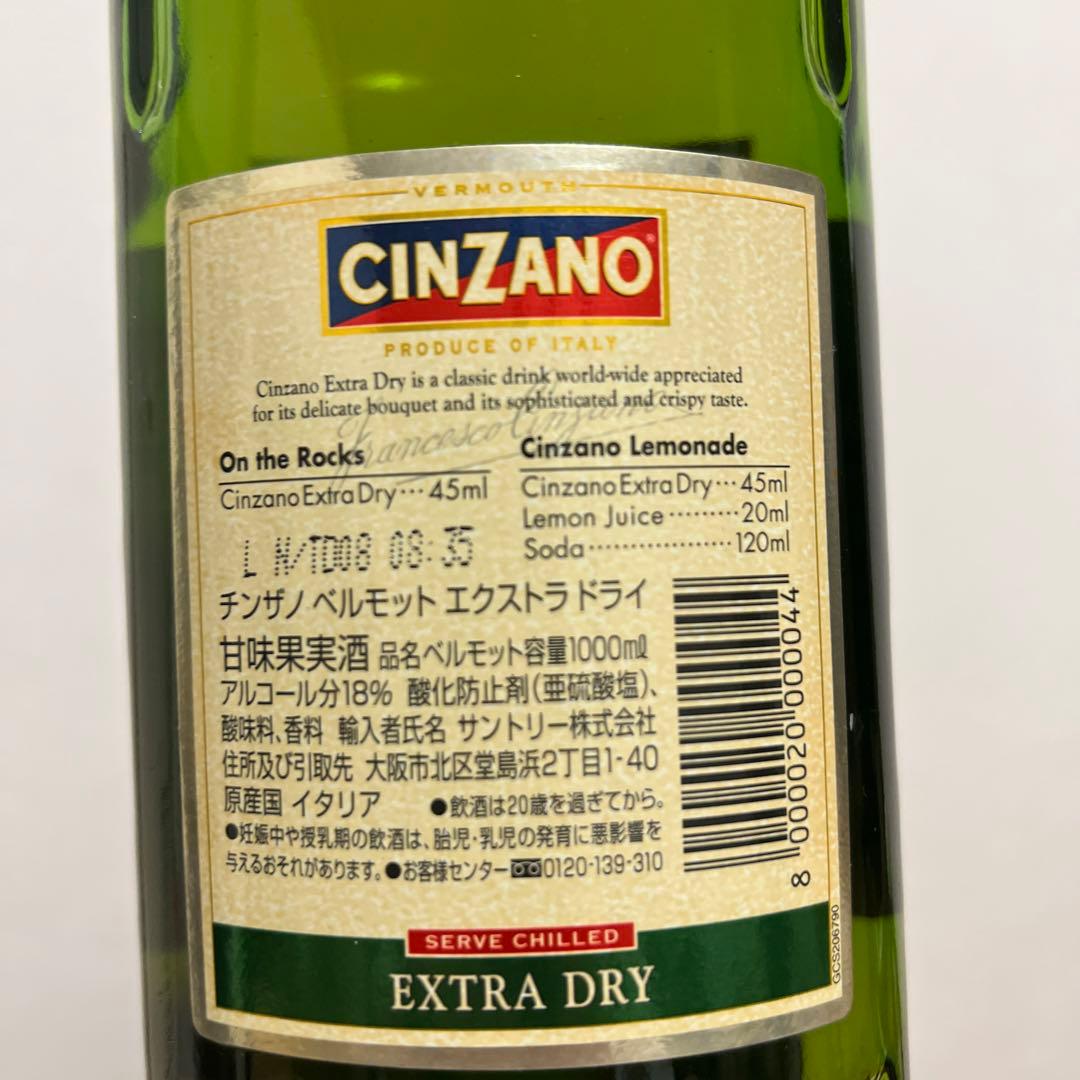 VERMOUTH
CINZANO®
PRODUCE OF ITALY
Cinzano Extra Dry is a classic drink world-wide appreciated
for its delicate bouquet and its sophisticated and crispy taste.
Francesco Cinzano
On the Rocks
Cinzano Extra Dry··· 45ml
Cinzano Lemonade
Cinzano Extra Dry··· 45ml
Lemon Juice·········20ml
Soda··················120ml
L N/TD08 08:35
チンザノ ベルモット エクストラ ドライ
甘味果実酒 品名ベルモット容量1000㎖
アルコール分18% 酸化防止剤(亜硫酸塩)、
酸味料、香料 輸入者氏名 サントリー株式会社
住所及び引取先 大阪市北区堂島浜2丁目1-40
原産国 イタリア ●飲酒は20歳を過ぎてから。
●妊娠中や授乳期の飲酒は、胎児・乳児の発育に悪影響を
与えるおそれがあります。●お客様センター0120-139-310
8 000020 000044
GCS206790
SERVE CHILLED
EXTRA DRY